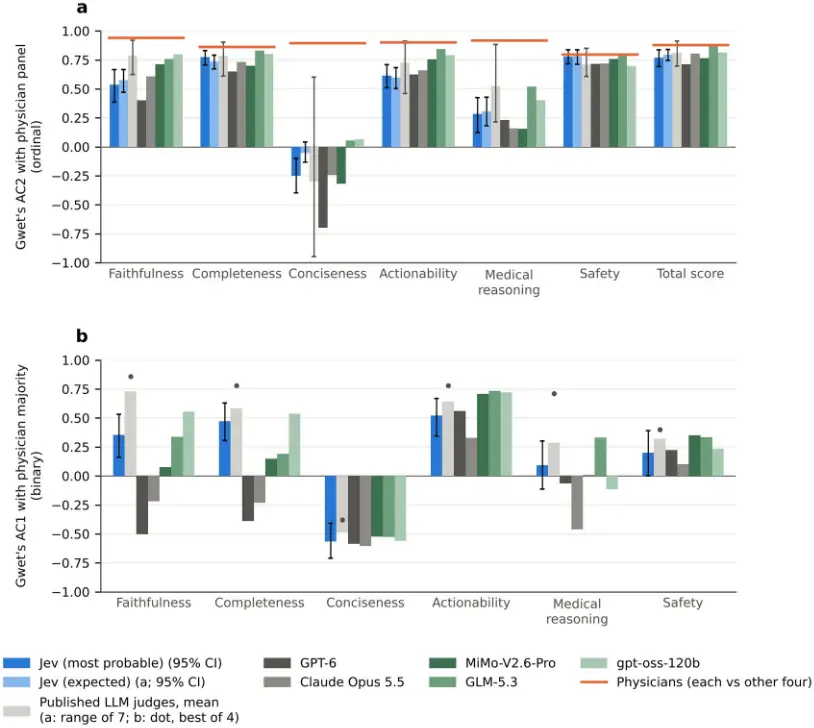 a
Gwet's AC2 with physician panel
(ordinal)
1.00
0.75
0.50
0.25
0.00
−0.25
−0.50
−0.75
−1.00
Faithfulness
Completeness
Conciseness
Actionability
Medical
reasoning
Safety
Total score
b
Gwet's AC1 with physician majority
(binary)
1.00
0.75
0.50
0.25
0.00
−0.25
−0.50
−0.75
−1.00
Faithfulness
Completeness
Conciseness
Actionability
Medical
reasoning
Safety
Jev (most probable) (95% CI)
Jev (expected) (a; 95% CI)
Published LLM judges, mean
(a: range of 7; b: dot, best of 4)
GPT-6
Claude Opus 5.5
MiMo-V2.6-Pro
GLM-5.3
gpt-oss-120b
Physicians (each vs other four)